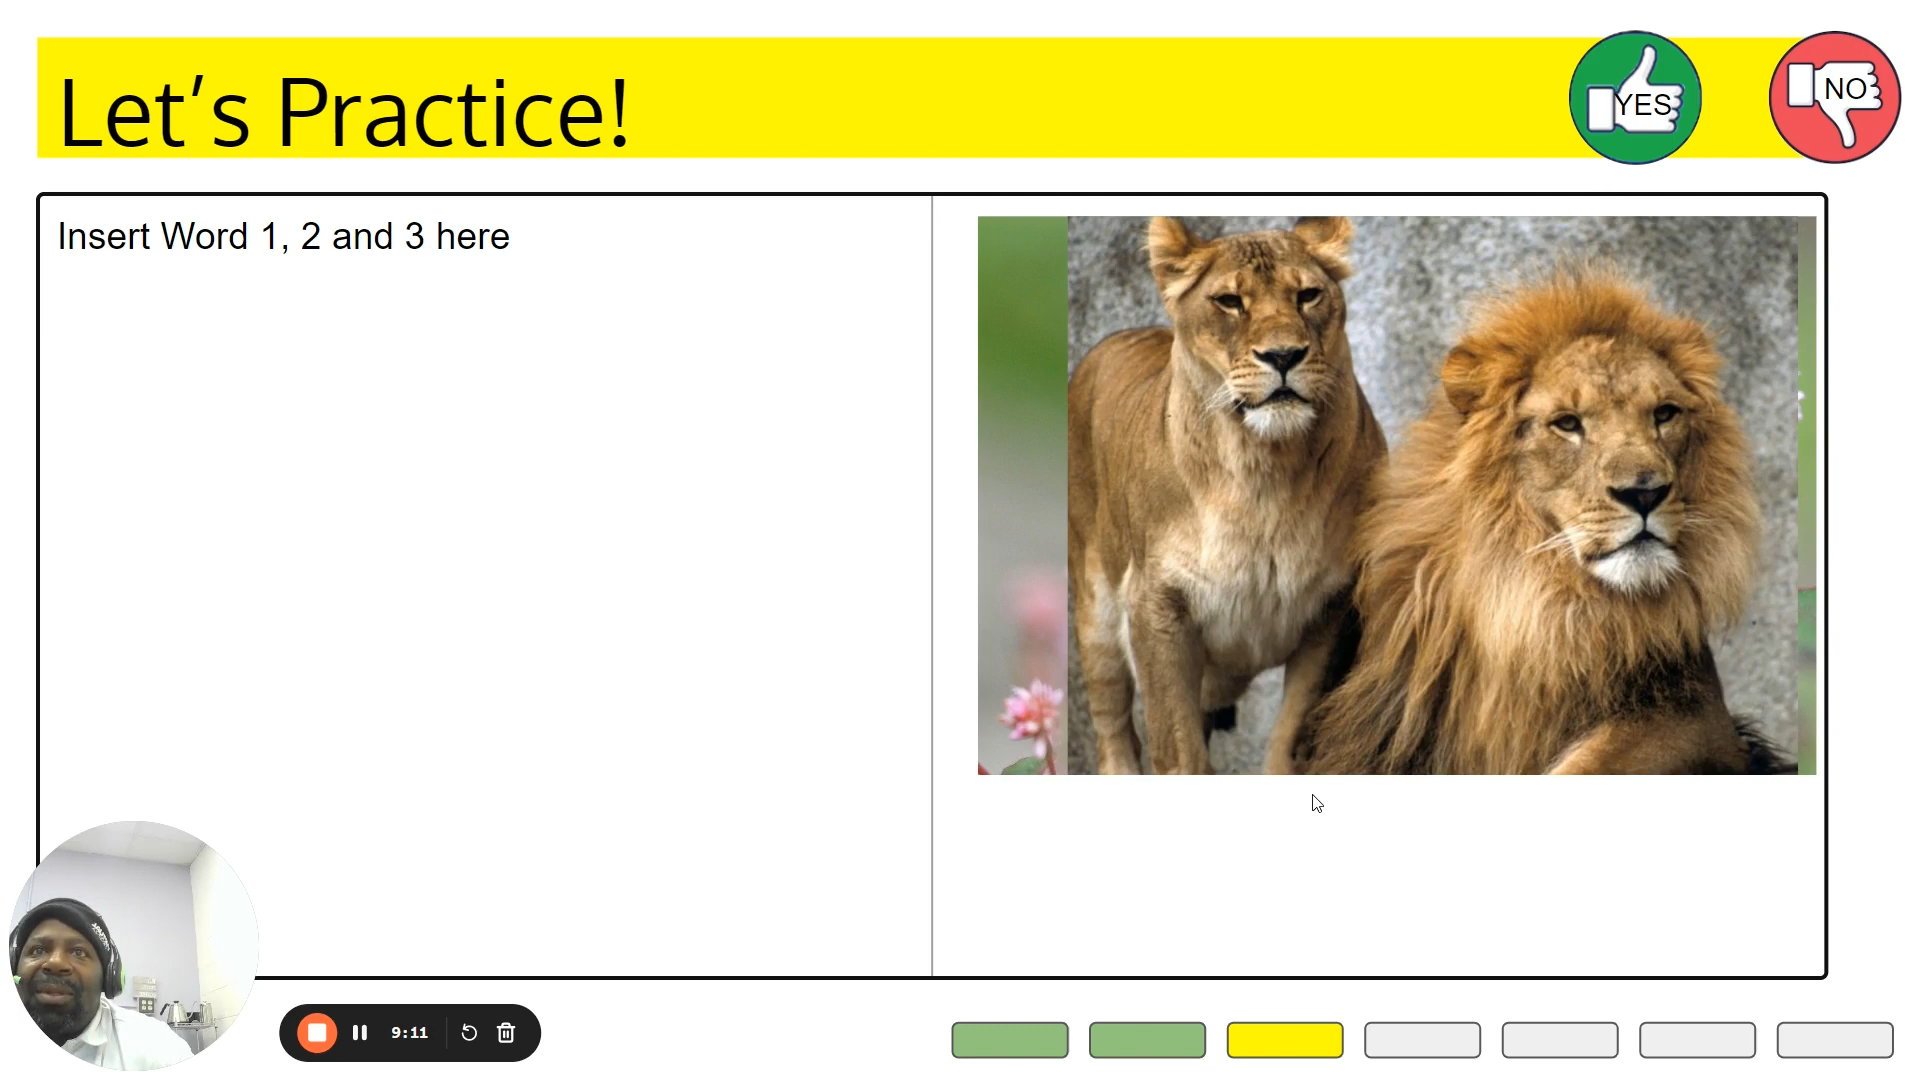 Let's Practice!
YES
NO
Insert Word 1, 2 and 3 here
9:11